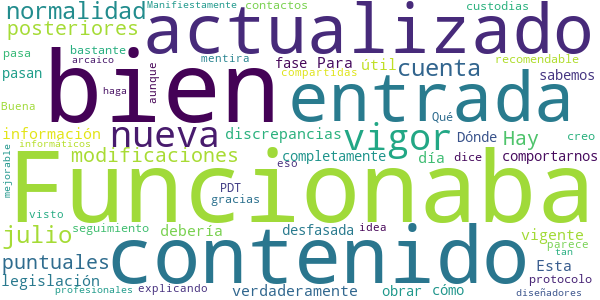 normalidad Manifiestamente contactos custodias
posteriores actualizado
pasa bastante mentira fase Para útil cuenta recomendable
pasan arcaico compartidas sabemos
Buena haga aunque bien entrada Qué
información nueva discrepancias vigor Dónde Hay creo
informáticos modificaciones completamente día dice comportarnos
mejorable eso
Funcionaba
PDT gracias
visto
julio seguimiento debería desfasada idea vigente parece tan
puntuales contenido Esta
legislación explicando verdaderamente obrar cómo protocolo
profesionales diseñadores